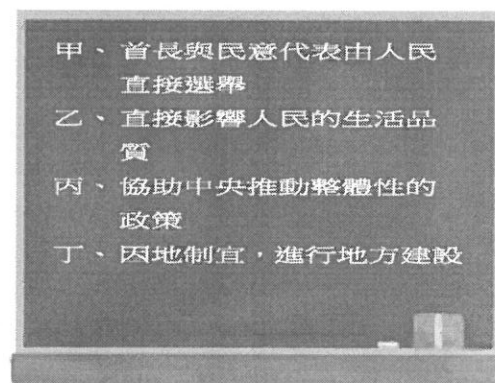 甲、首長與民意代表由人民
直接選舉
乙、直接影響人民的生活品
質
丙、協助中央推動整體性的
政策
丁、因地制宜，進行地方建設